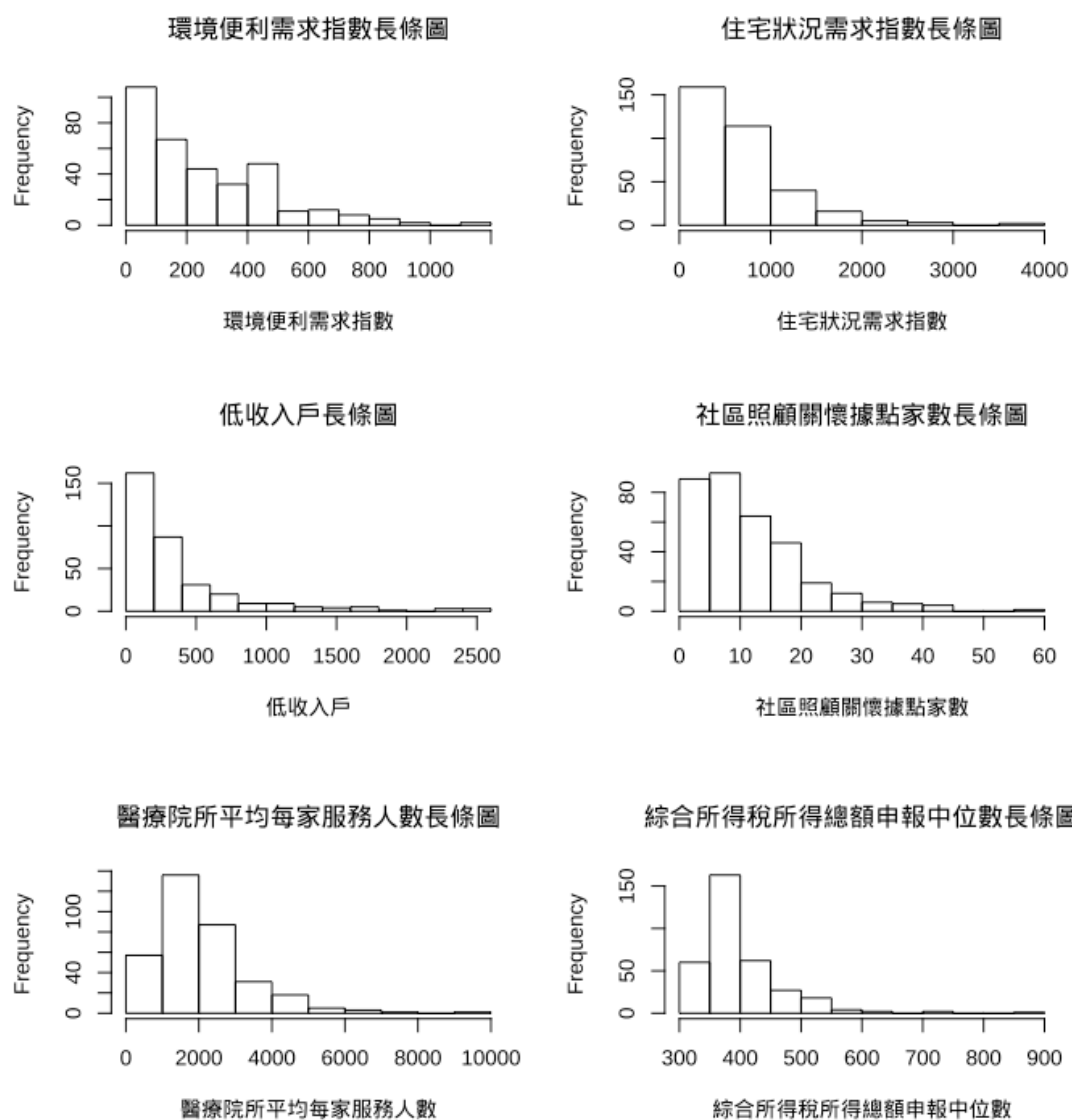 環境便利需求指數長條圖
Frequency
0 40 80
0 200 400 600 800 1000
環境便利需求指數
住宅狀況需求指數長條圖
Frequency
0 50 150
0 1000 2000 3000 4000
住宅狀況需求指數
低收入戶長條圖
Frequency
0 50 150
0 500 1000 1500 2000 2500
低收入戶
社區照顧關懷據點家數長條圖
Frequency
0 40 80
0 10 20 30 40 50 60
社區照顧關懷據點家數
醫療院所平均每家服務人數長條圖
Frequency
0 40 100
0 2000 4000 6000 8000 10000
醫療院所平均每家服務人數
綜合所得稅所得總額申報中位數長條圖
Frequency
0 50 150
300 400 500 600 700 800 900
綜合所得稅所得總額申報中位數